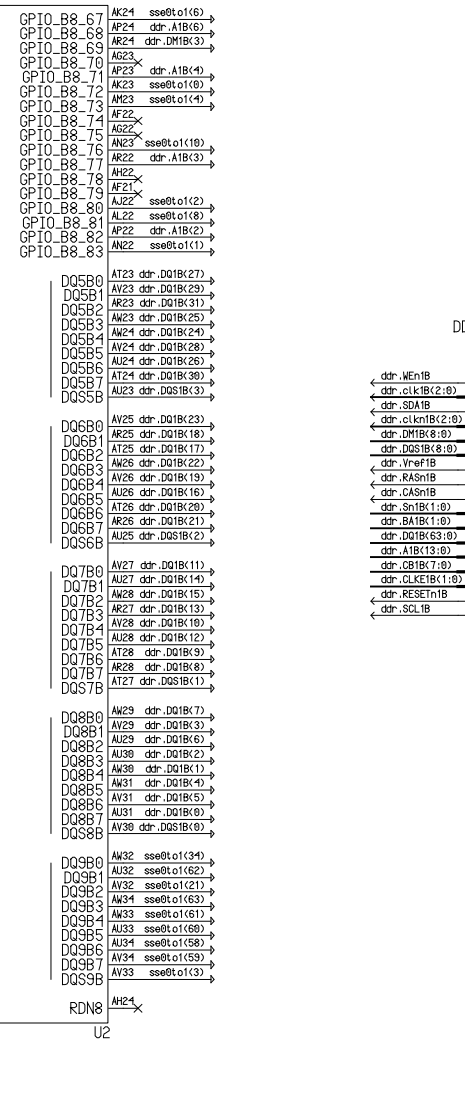 GPIO_B8_67 AK24 sse0to1(6)
GPIO_B8_68 AP24 ddr.A1B(6)
GPIO_B8_69 AR24 ddr.DM1B(3)
GPIO_B8_70 AG23
GPIO_B8_71 AP23 ddr.A1B(4)
GPIO_B8_72 AK23 sse0to1(0)
GPIO_B8_73 AM23 sse0to1(4)
GPIO_B8_74 AF22
GPIO_B8_75 AG22
GPIO_B8_76 AN23 sse0to1(10)
GPIO_B8_77 AR22 ddr.A1B(3)
GPIO_B8_78 AH22
GPIO_B8_79 AF21
GPIO_B8_80 AJ22 sse0to1(2)
GPIO_B8_81 AL22 sse0to1(8)
GPIO_B8_82 AP22 ddr.A1B(2)
GPIO_B8_83 AN22 sse0to1(1)
DQ5B0 AT23 ddr.DQ1B(27)
DQ5B1 AV23 ddr.DQ1B(29)
DQ5B2 AR23 ddr.DQ1B(31)
DQ5B3 AW23 ddr.DQ1B(25)
DQ5B4 AW24 ddr.DQ1B(24)
DQ5B5 AV24 ddr.DQ1B(28)
DQ5B6 AU24 ddr.DQ1B(26)
DQ5B7 AT24 ddr.DQ1B(30)
DQS5B AU23 ddr.DQS1B(3)
DQ6B0 AV25 ddr.DQ1B(23)
DQ6B1 AR25 ddr.DQ1B(18)
DQ6B2 AT25 ddr.DQ1B(17)
DQ6B3 AW26 ddr.DQ1B(22)
DQ6B4 AV26 ddr.DQ1B(19)
DQ6B5 AU26 ddr.DQ1B(16)
DQ6B6 AT26 ddr.DQ1B(20)
DQ6B7 AR26 ddr.DQ1B(21)
DQS6B AU25 ddr.DQS1B(2)
DQ7B0 AV27 ddr.DQ1B(11)
DQ7B1 AU27 ddr.DQ1B(14)
DQ7B2 AW28 ddr.DQ1B(15)
DQ7B3 AR27 ddr.DQ1B(13)
DQ7B4 AV28 ddr.DQ1B(10)
DQ7B5 AU28 ddr.DQ1B(12)
DQ7B6 AT28 ddr.DQ1B(9)
DQ7B7 AR28 ddr.DQ1B(8)
DQS7B AT27 ddr.DQS1B(1)
DQ8B0 AW29 ddr.DQ1B(7)
DQ8B1 AV29 ddr.DQ1B(3)
DQ8B2 AU29 ddr.DQ1B(6)
DQ8B3 AU30 ddr.DQ1B(2)
DQ8B4 AW30 ddr.DQ1B(1)
DQ8B5 AW31 ddr.DQ1B(4)
DQ8B6 AV31 ddr.DQ1B(5)
DQ8B7 AU31 ddr.DQ1B(0)
DQS8B AV30 ddr.DQS1B(0)
DQ9B0 AW32 sse0to1(34)
DQ9B1 AU32 sse0to1(62)
DQ9B2 AV32 sse0to1(21)
DQ9B3 AW34 sse0to1(63)
DQ9B4 AW33 sse0to1(61)
DQ9B5 AU33 sse0to1(60)
DQ9B6 AU34 sse0to1(58)
DQ9B7 AV34 sse0to1(59)
DQS9B AV33 sse0to1(3)
RDN8 AH24
U2
ddr.WEn1B
ddr.clk1B(2:0)
ddr.SDA1B
ddr.clkn1B(2:0)
ddr.DM1B(8:0)
ddr.DQS1B(8:0)
ddr.Vref1B
ddr.RASn1B
ddr.CASn1B
ddr.Sn1B(1:0)
ddr.BA1B(1:0)
ddr.DQ1B(63:0)
ddr.A1B(13:0)
ddr.CB1B(7:0)
ddr.CLKE1B(1:0)
ddr.RESETn1B
ddr.SCL1B